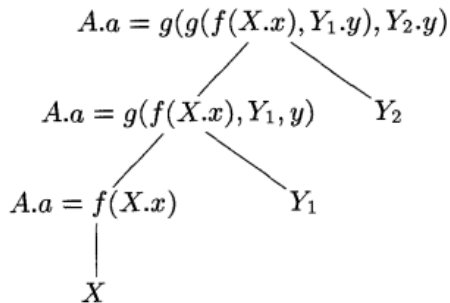 A.a = g(g(f(X.x), Y₁.y), Y₂.y)
A.a = g(f(X.x), Y₁, y)
Y₂
A.a = f(X.x)
Y₁
X